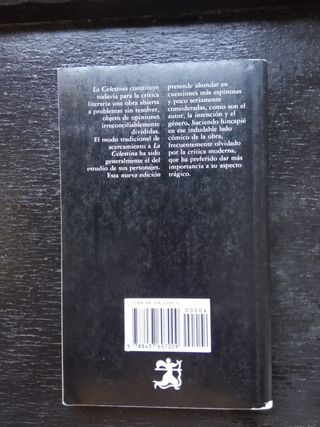 La Celestina constituye
todavía para la crítica
literaria una obra abierta
a problemas sin resolver,
objeto de opiniones
irreconciliablemente
divididas.
El modo tradicional de
acercamiento a La
Celestina ha sido
generalmente el del
estudio de sus personajes.
Esta nueva edición
pretende ahondar en
cuestiones más espinosas
y poco seriamente
consideradas, como son el
autor, la intención y el
género, haciendo hincapié
en ese indudable lado
cómico de la obra,
frecuentemente olvidado
por la crítica moderna,
que ha preferido dar más
importancia a su aspecto
trágico.
00004
9 788437 607009